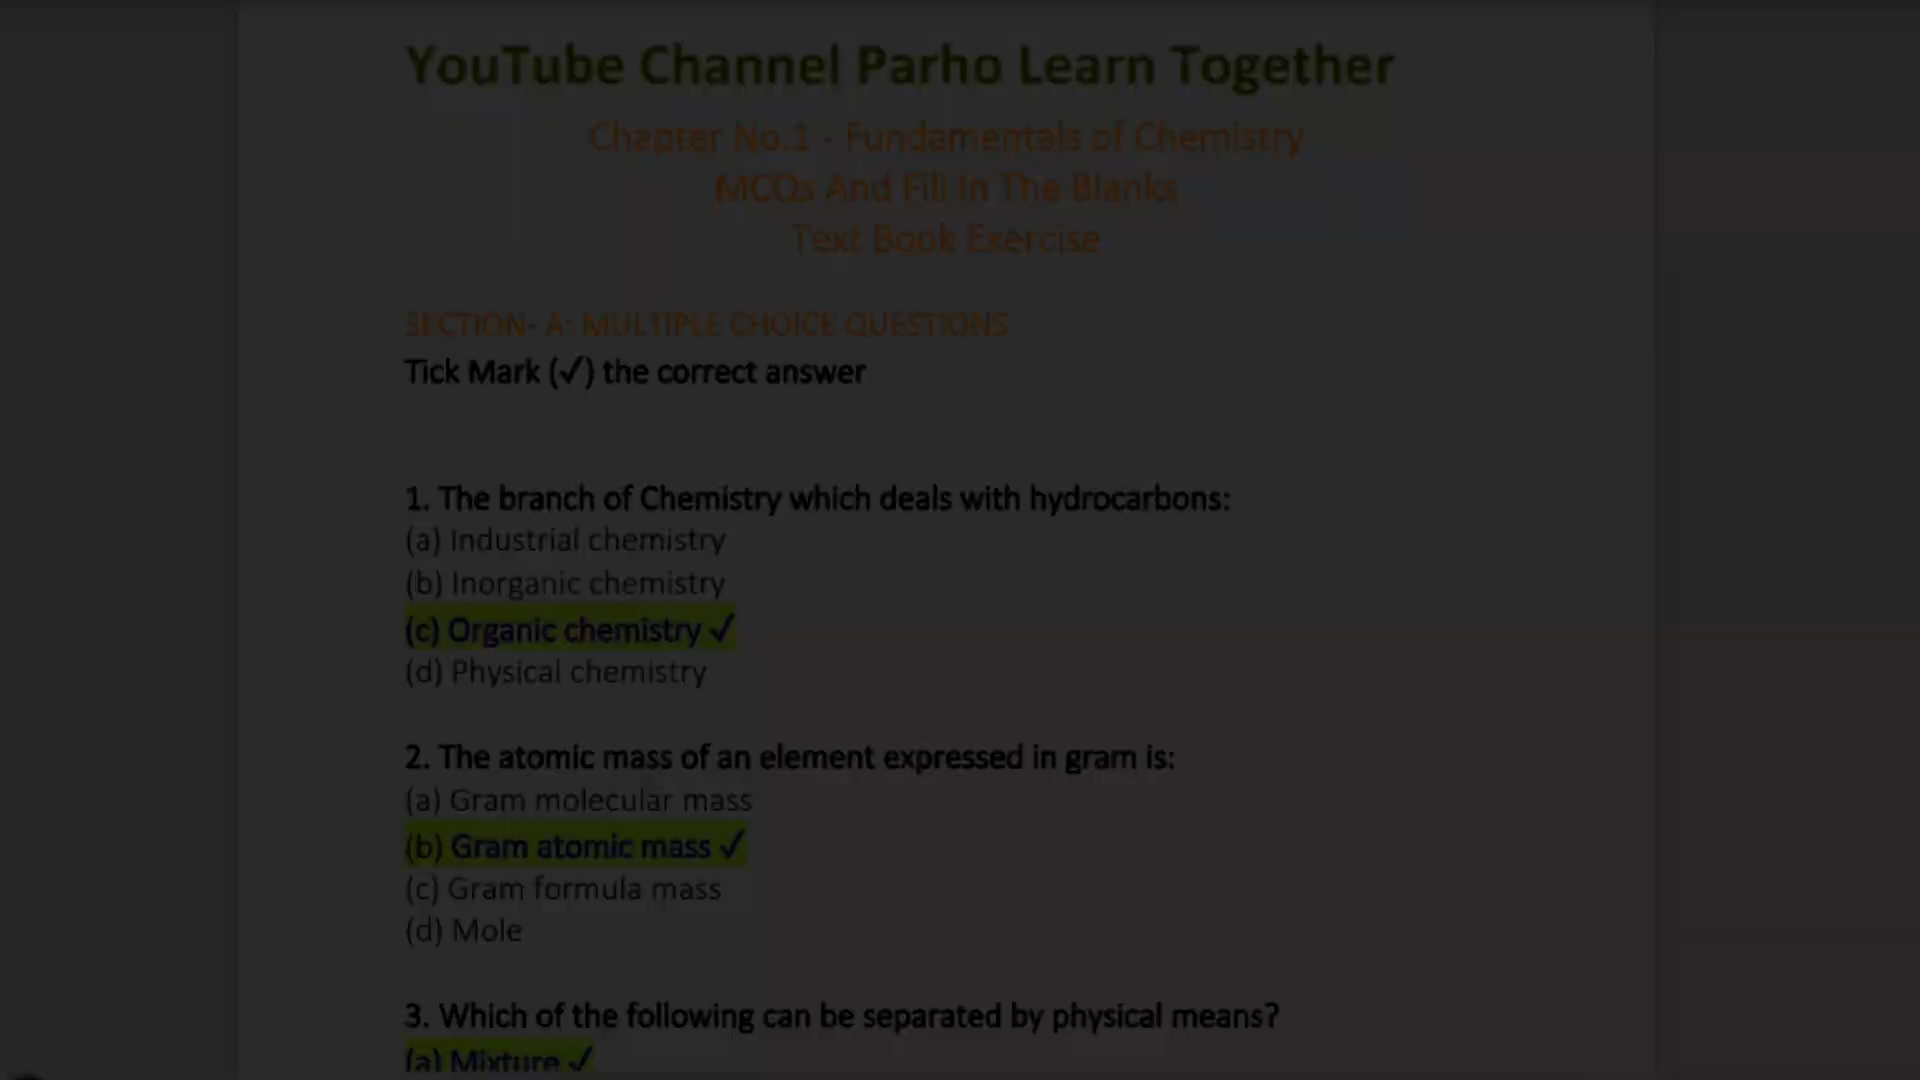 YouTube Channel Parho Learn Together
Chapter No.1 - Fundamentals of Chemistry
MCQs And Fill In The Blanks
Text Book Exercise
SECTION- A: MULTIPLE CHOICE QUESTIONS
Tick Mark (✓) the correct answer
1. The branch of Chemistry which deals with hydrocarbons:
(a) Industrial chemistry
(b) Inorganic chemistry
(c) Organic chemistry ✓
(d) Physical chemistry
2. The atomic mass of an element expressed in gram is:
(a) Gram molecular mass
(b) Gram atomic mass ✓
(c) Gram formula mass
(d) Mole
3. Which of the following can be separated by physical means?
(a) Mixture ✓